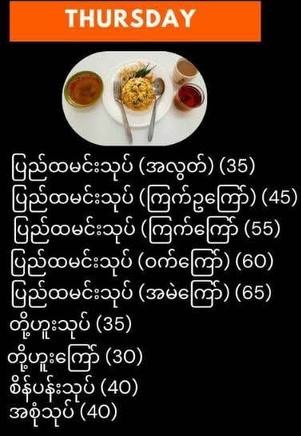 THURSDAY
ပြည်ထမင်းသုပ် (အလွတ်) (35)
ပြည်ထမင်းသုပ် (ကြက်ဥကြော်) (45)
ပြည်ထမင်းသုပ် (ကြက်ကြော် (55)
ပြည်ထမင်းသုပ် (ဝက်ကြော်) (60)
ပြည်ထမင်းသုပ် (အမဲကြော်) (65)
တို့ဟူးသုပ် (35)
တို့ဟူးကြော် (30)
စိန်ပန်းသုပ် (40)
အစုံသုပ် (40)